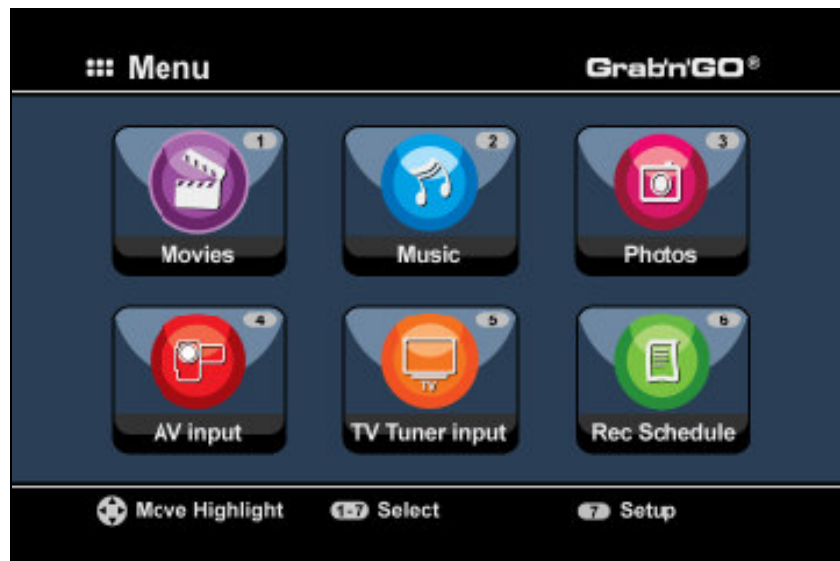 Menu
Grab'n'GO®
1
2
3
Movies
Music
Photos
4
5
6
TV
AV input
TV Tuner input
Rec Schedule
Move Highlight
1-7 Select
7 Setup